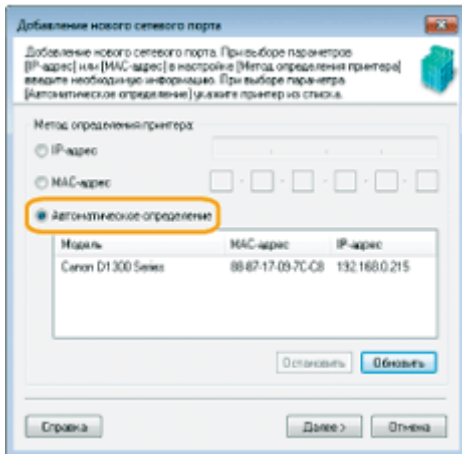 Добавление нового сетевого порта
Добавление нового сетевого порта. При выборе параметров
[IP-адрес] или [MAC-адрес] в настройке [Метод определения принтера]
введите необходимую информацию. При выборе параметра
[Автоматическое определение] укажите принтер из списка.
Метод определения принтера:
IP-адрес
MAC-адрес
Автоматическое определение
Модель MAC-адрес IP-адрес
Canon D1300 Series 88-87-17-09-7C-C8 192.168.0.215
Остановить Обновить
Справка Далее > Отмена